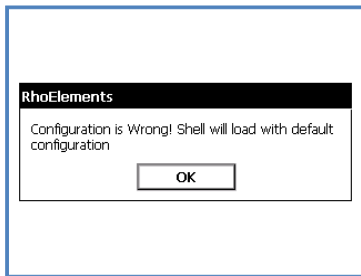 RhoElements
Configuration is Wrong! Shell will load with default
configuration
OK